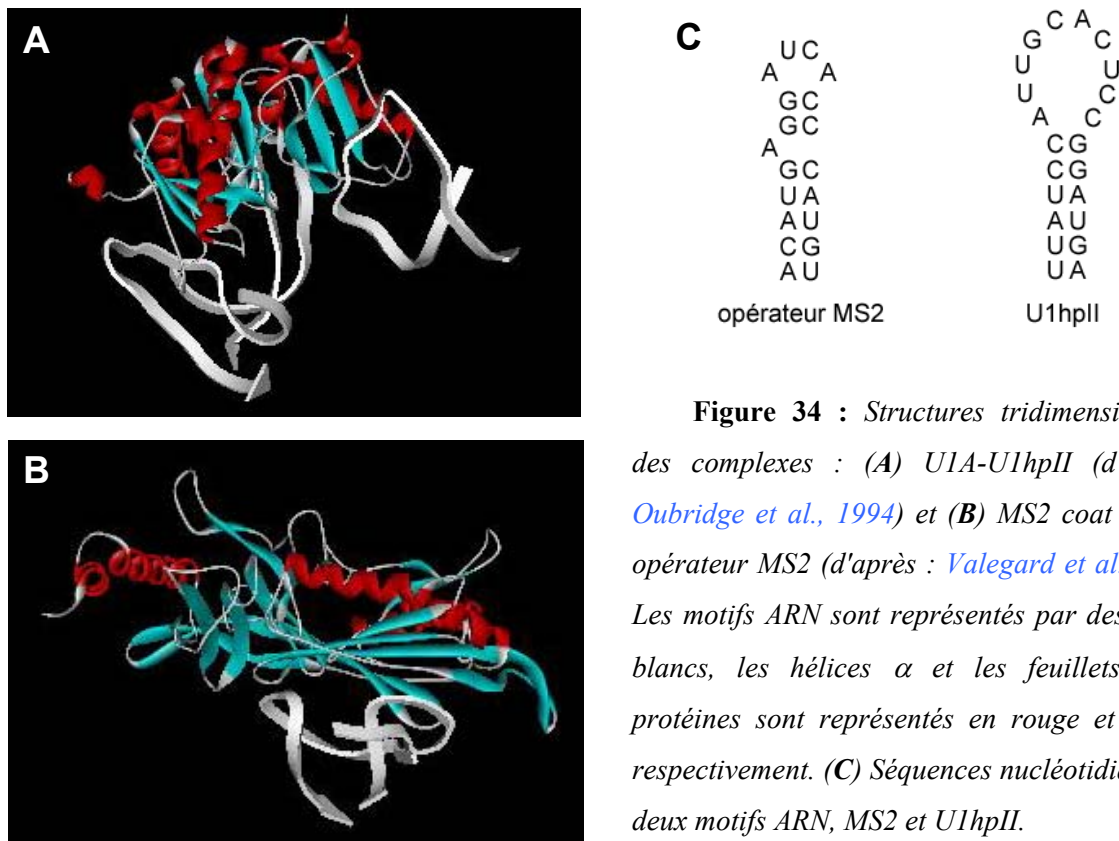 A
B
C
U C
A A
G C
G C
A
G C
U A
A U
C G
A U
opérateur MS2
C A
G C
U U
U C
A C
C G
C G
U A
A U
U G
U A
U1hpII
Figure 34 : Structures tridimensi
des complexes : (A) U1A-U1hpII (d
Oubridge et al., 1994) et (B) MS2 coat
opérateur MS2 (d'après : Valegard et al.
Les motifs ARN sont représentés par des
blancs, les hélices α et les feuillets
protéines sont représentés en rouge et
respectivement. (C) Séquences nucléotidi
deux motifs ARN, MS2 et U1hpII.